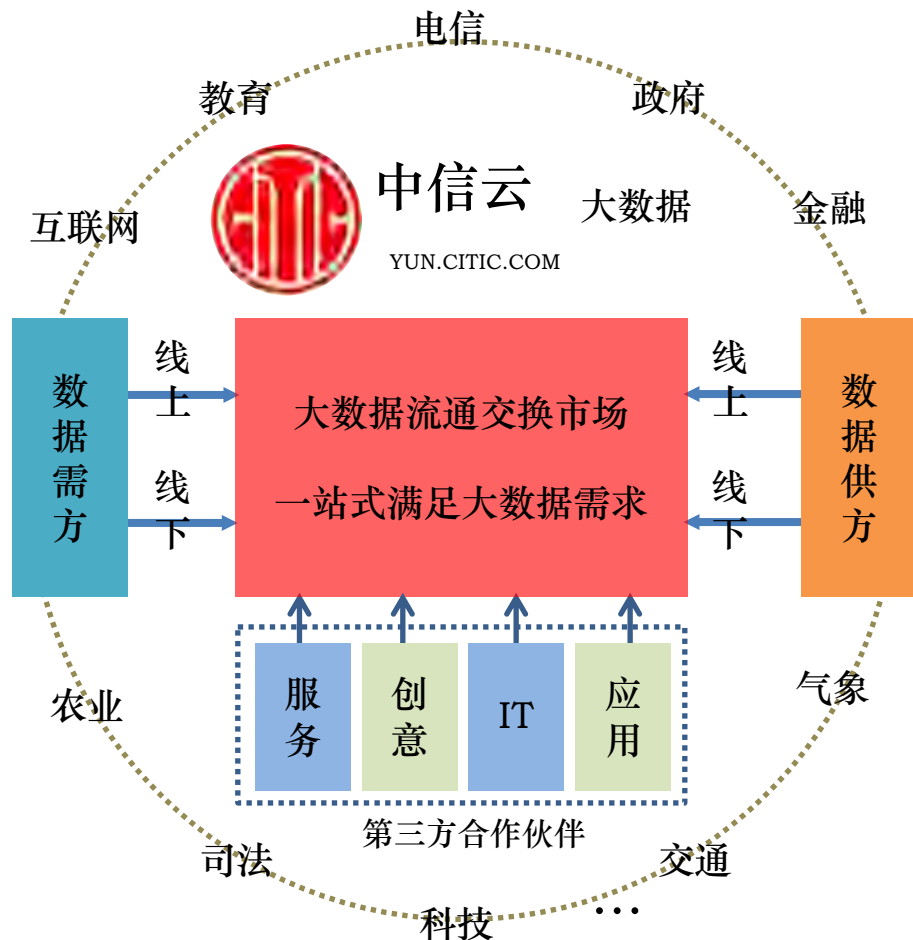 电信
教育
政府
中信云
大数据
互联网
金融
YUN.CITIC.COM
数据需方
线上
线下
大数据流通交换市场
一站式满足大数据需求
线上
线下
数据供方
服务
创意
IT
应用
第三方合作伙伴
农业
气象
司法
交通
科技
...